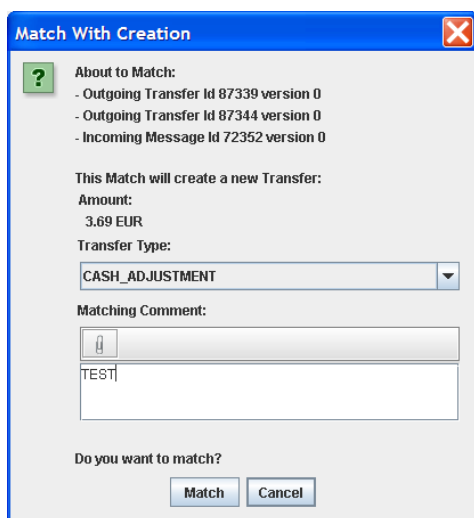 Match With Creation
?
About to Match:
- Outgoing Transfer Id 87339 version 0
- Outgoing Transfer Id 87344 version 0
- Incoming Message Id 72352 version 0
This Match will create a new Transfer:
Amount:
3.69 EUR
Transfer Type:
CASH_ADJUSTMENT
Matching Comment:
TEST
Do you want to match?
Match Cancel